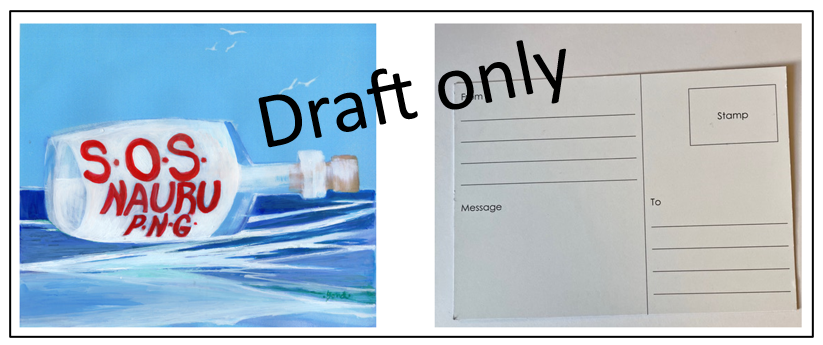 Draft only
S.O.S.
NAURU
P.N.G.
From
Stamp
Message
To